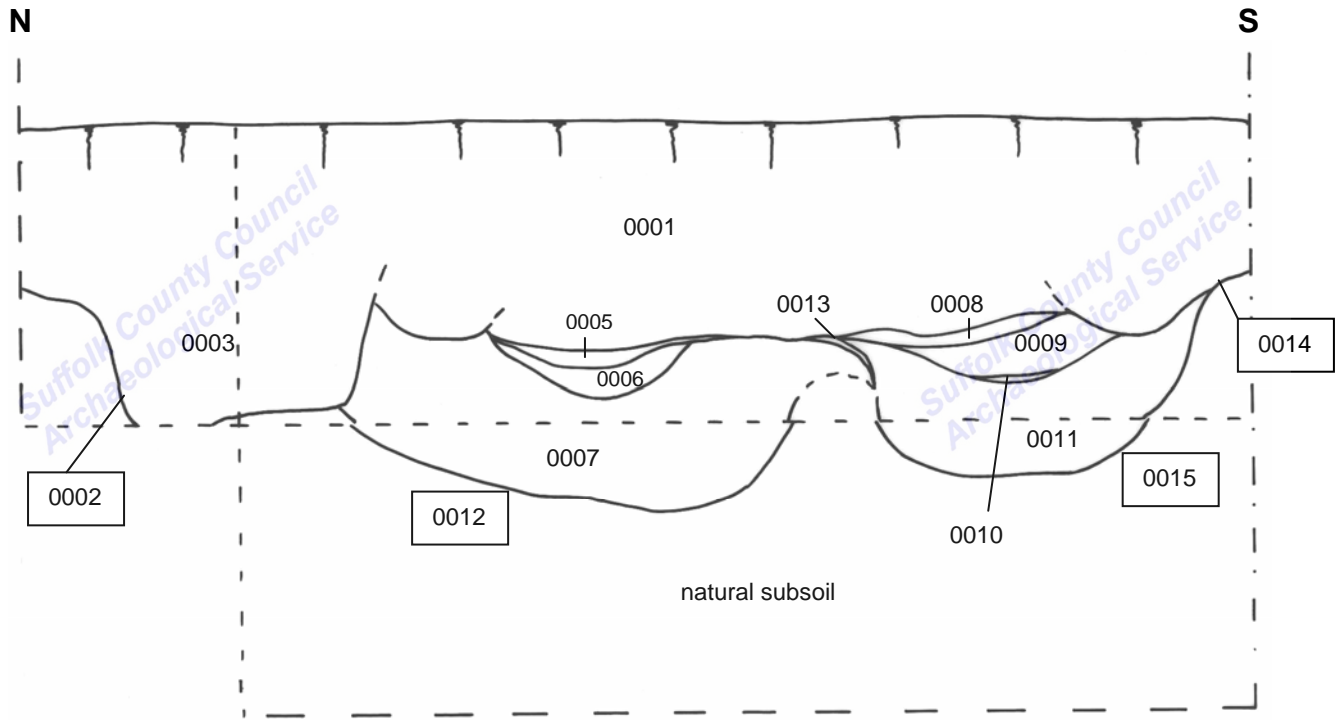 N
S
0001
0013
0008
0005
0003
0009
0014
0006
0011
0007
0002
0012
0015
0010
natural subsoil
Suffolk County Council
Archaeological Service
Suffolk County Council
Archaeological Service